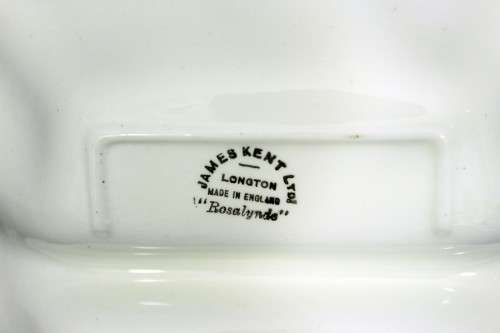 JAMES KENT LTD
LONGTON
MADE IN ENGLAND
"Rosalynde"